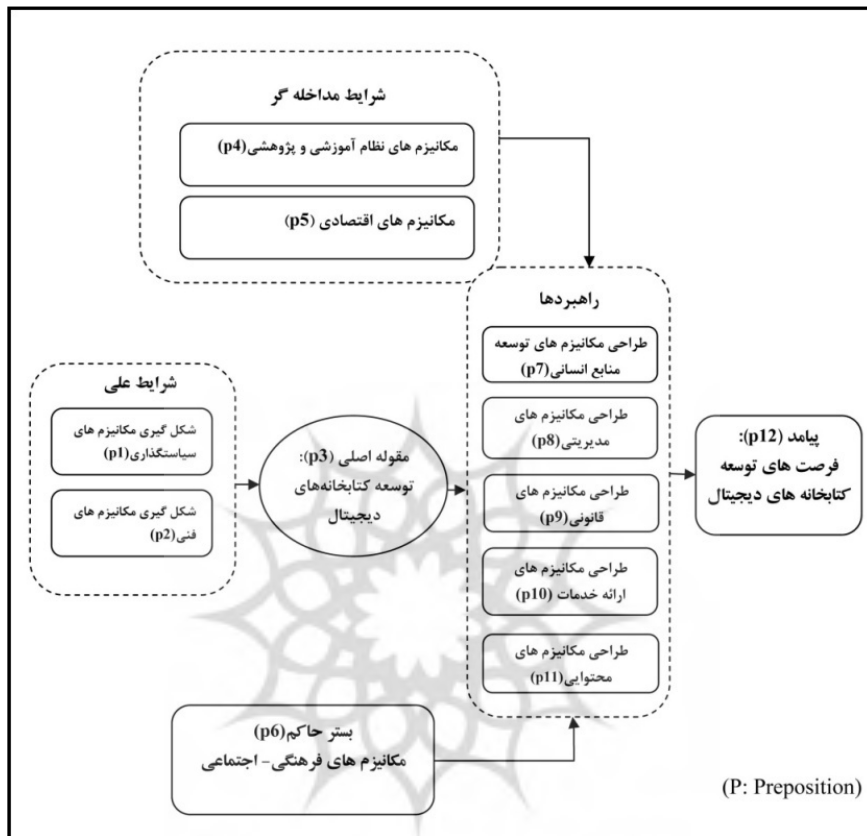 شرایط مداخله گر
مکانیزم های نظام آموزشی و پژوهشی(p4)
مکانیزم های اقتصادی (p5)
راهبردها
طراحی مکانیزم های توسعه
منابع انسانی(p7)
طراحی مکانیزم های
مدیریتی(p8)
طراحی مکانیزم های
قانونی(p9)
طراحی مکانیزم های
ارائه خدمات (p10)
طراحی مکانیزم های
محتوایی(p11)
شرایط علی
شکل گیری مکانیزم های
سیاستگذاری(p1)
شکل گیری مکانیزم های
فنی(p2)
مقوله اصلی (p3):
توسعه کتابخانه‌های
دیجیتال
پیامد (p12):
فرصت های توسعه
کتابخانه های دیجیتال
بستر حاکم(p6)
مکانیزم های فرهنگی- اجتماعی
(P: Preposition)